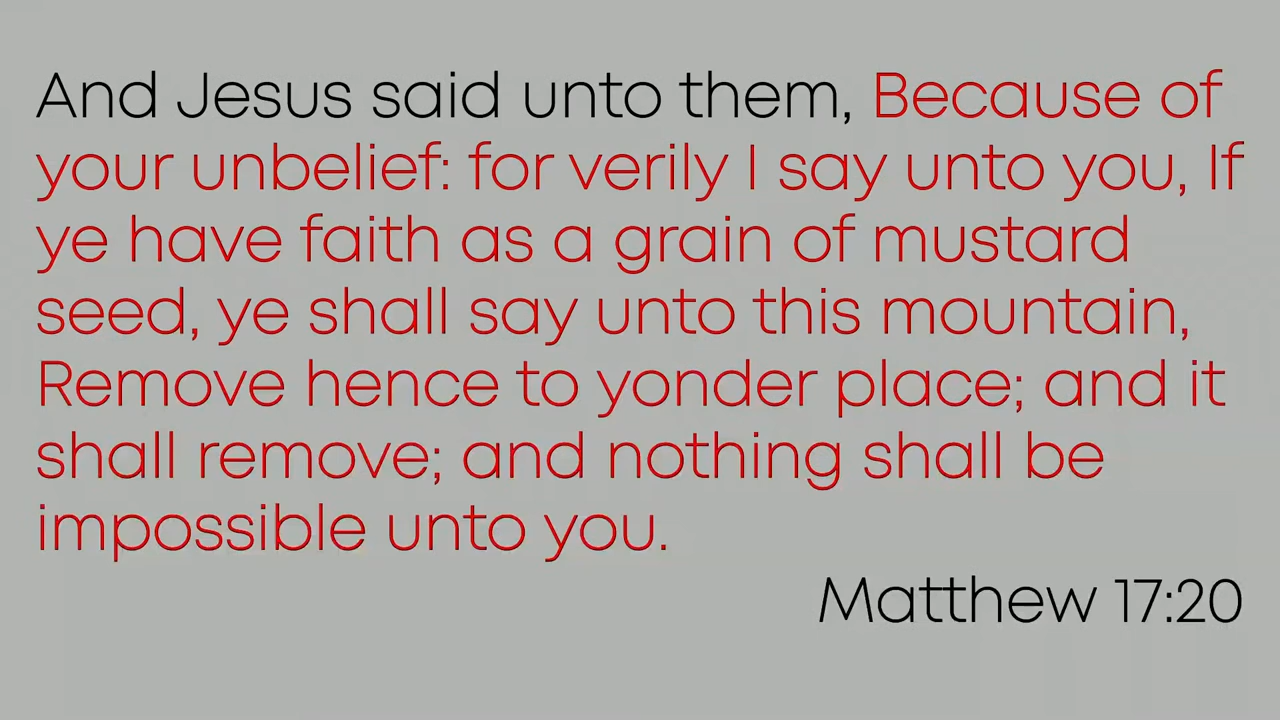 And Jesus said unto them, Because of
your unbelief: for verily I say unto you, If
ye have faith as a grain of mustard
seed, ye shall say unto this mountain,
Remove hence to yonder place; and it
shall remove; and nothing shall be
impossible unto you.
Matthew 17:20